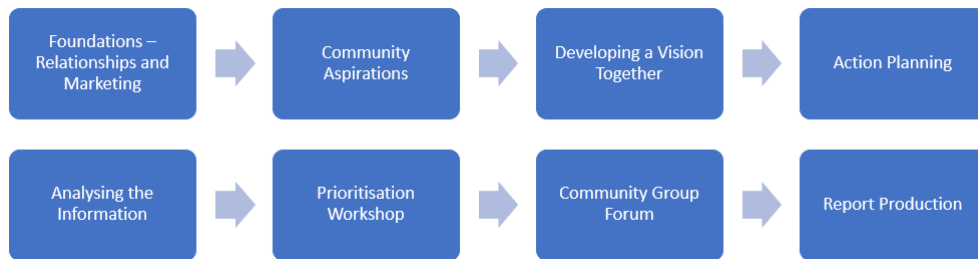 Foundations –
Relationships and
Marketing
Community
Aspirations
Developing a Vision
Together
Action Planning
Analysing the
Information
Prioritisation
Workshop
Community Group
Forum
Report Production